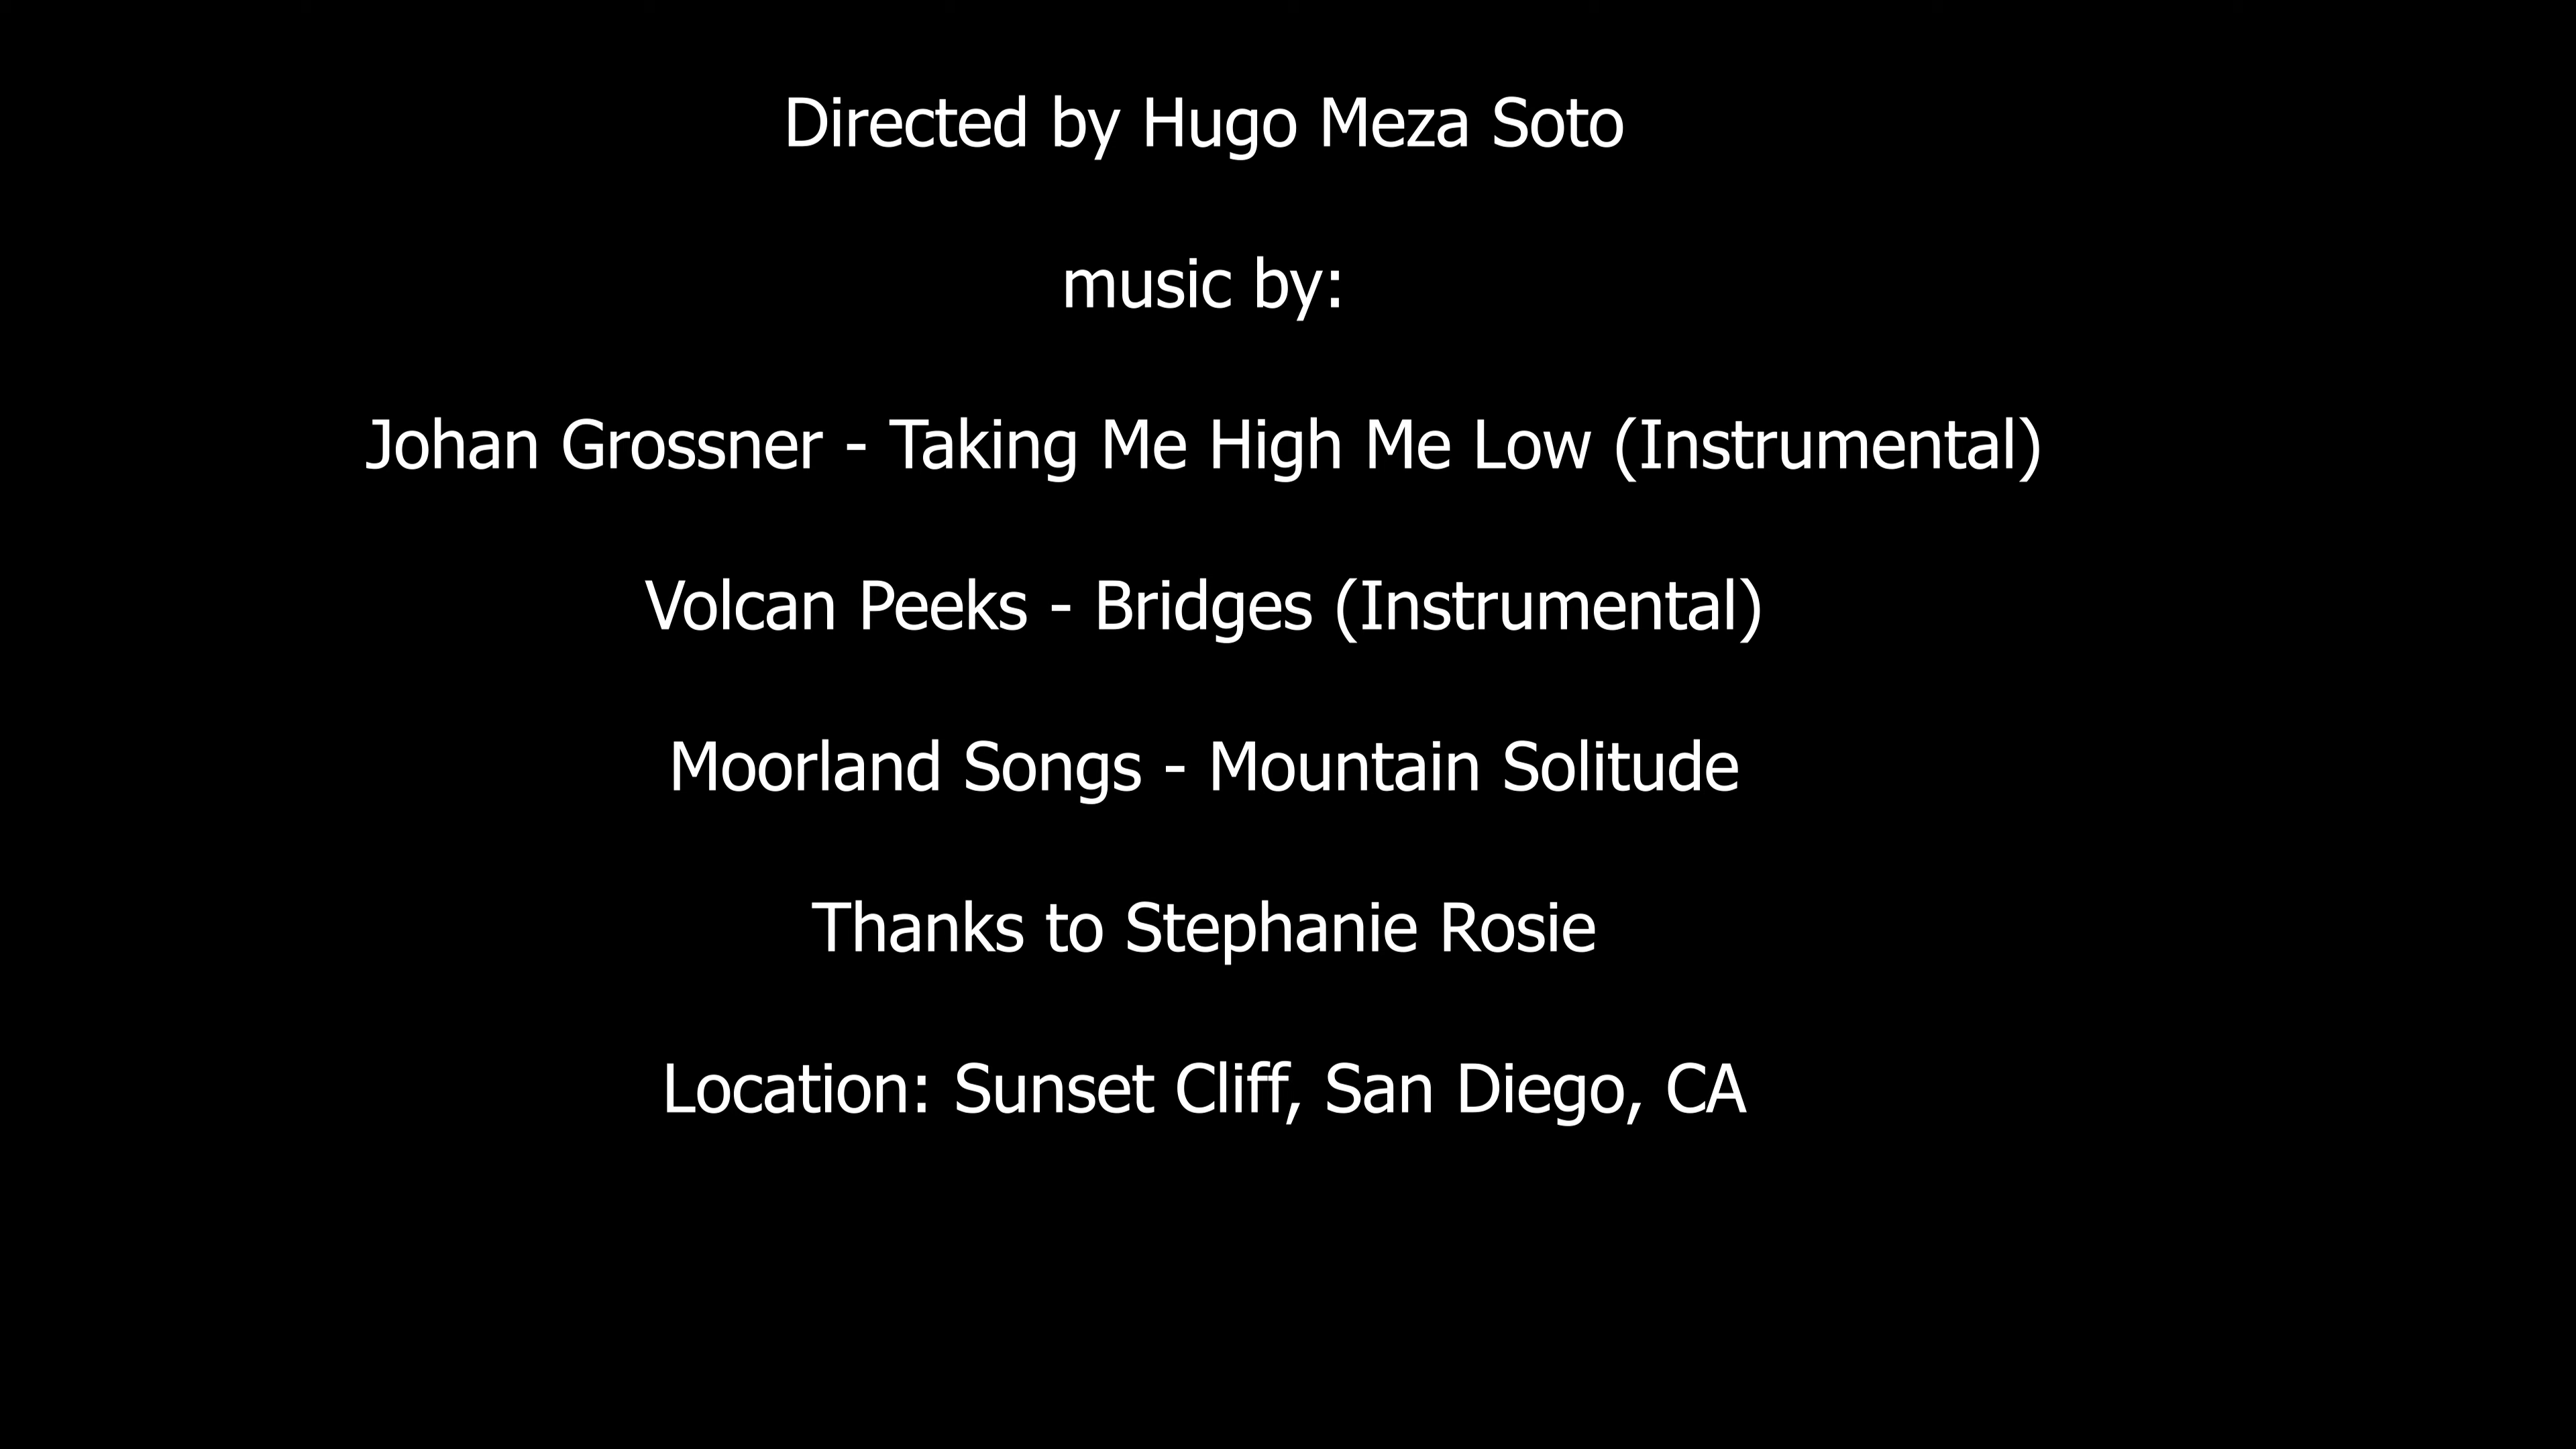 Directed by Hugo Meza Soto
music by:
Johan Grossner - Taking Me High Me Low (Instrumental)
Volcan Peeks - Bridges (Instrumental)
Moorland Songs - Mountain Solitude
Thanks to Stephanie Rosie
Location: Sunset Cliff, San Diego, CA